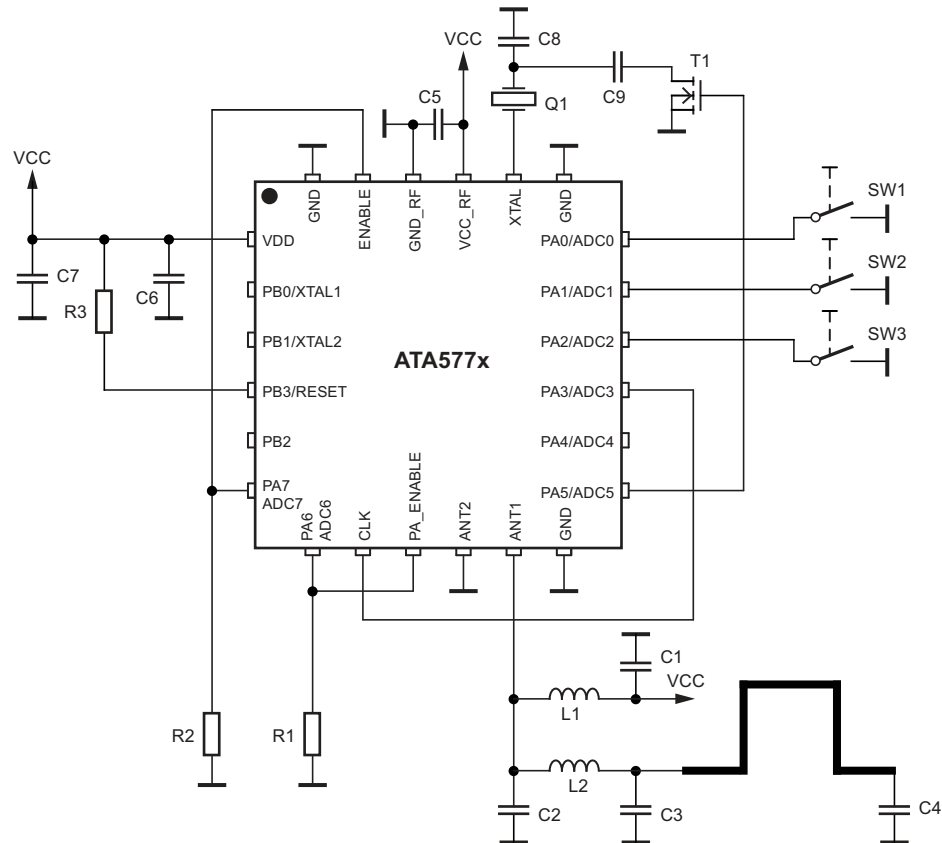 C8
VCC
T1
C5
Q1
C9
VCC
GND
ENABLE
GND_RF
VCC_RF
XTAL
GND
SW1
VDD
PA0/ADC0
C7
C6
R3
PB0/XTAL1
PA1/ADC1
SW2
PB1/XTAL2
PA2/ADC2
SW3
ATA577x
PB3/RESET
PA3/ADC3
PB2
PA4/ADC4
PA7
ADC7
PA5/ADC5
PA6
ADC6
CLK
PA_ENABLE
ANT2
ANT1
GND
C1
VCC
L1
R2
R1
L2
C2
C3
C4